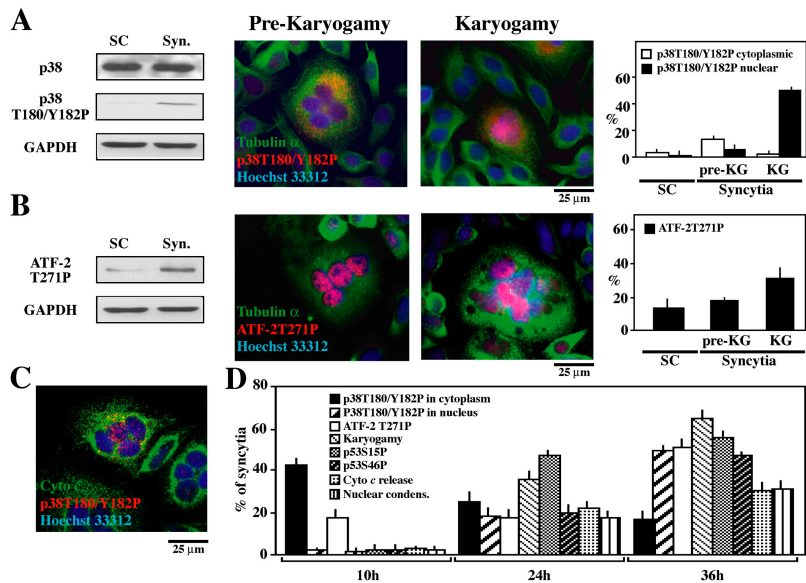 A
SC Syn.
p38
p38
T180/Y182P
GAPDH
Pre-Karyogamy
Karyogamy
Tubulin α
p38T180/Y182P
Hoechst 33312
25 μm
p38T180/Y182P cytoplasmic
p38T180/Y182P nuclear
60
40
%
20
0
pre-KG KG
SC Syncytia
B
SC Syn.
ATF-2
T271P
GAPDH
Tubulin α
ATF-2T271P
Hoechst 33312
25 μm
ATF-2T271P
60
%
40
20
0
pre-KG KG
SC Syncytia
C
Cyto c
p38T180/Y182P
Hoechst 33312
25 μm
D
% of syncytia
80
60
40
20
0
p38T180/Y182P in cytoplasm
P38T180/Y182P in nucleus
ATF-2 T271P
Karyogamy
p53S15P
p53S46P
Cyto c release
Nuclear condens.
10h 24h 36h